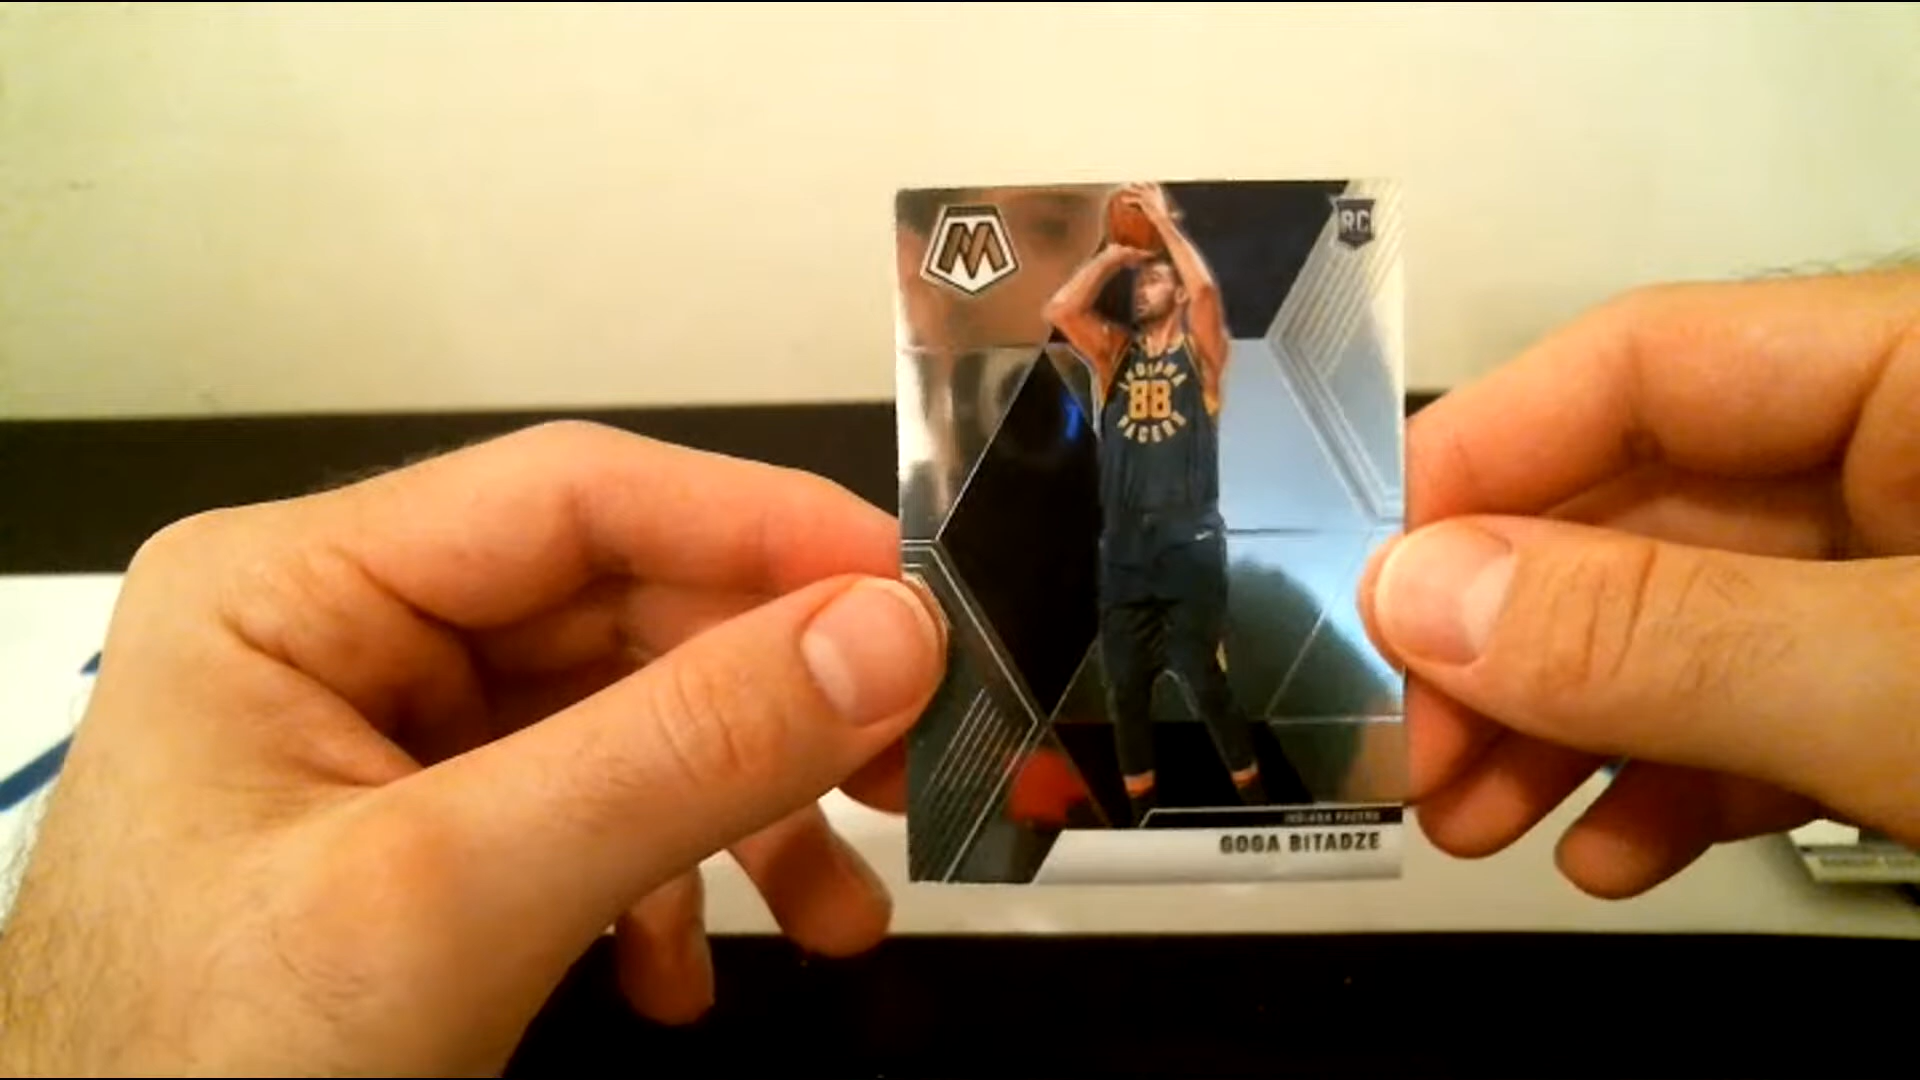 M
RC
INDIANA
88
PACERS
INDIANA PACERS
GOGA BITADZE